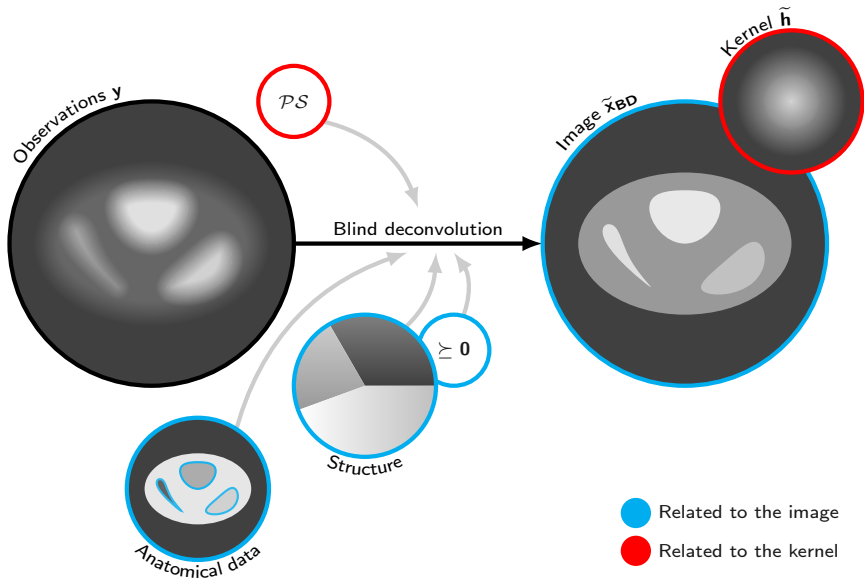 Kernel h̃
Observations y
𝒫𝒮
Image x̃BD
Blind deconvolution
⪰ 0
Structure
Anatomical data
Related to the image
Related to the kernel